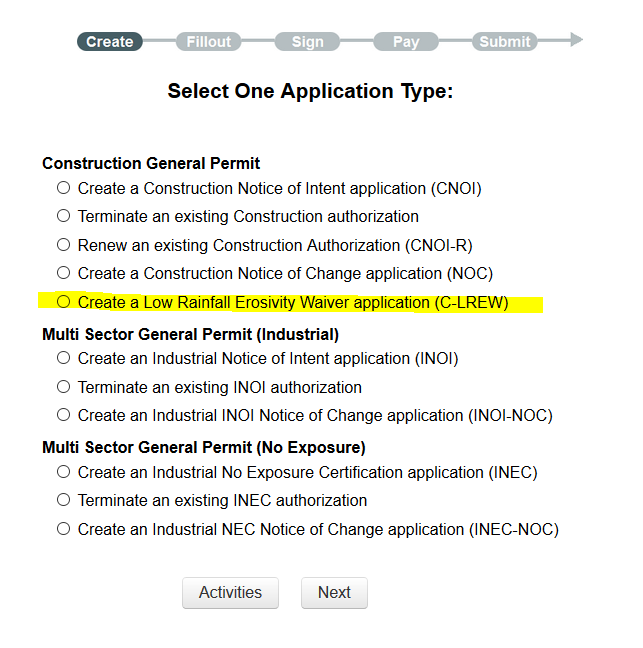 Create Fillout Sign Pay Submit
Select One Application Type:
Construction General Permit
Create a Construction Notice of Intent application (CNOI)
Terminate an existing Construction authorization
Renew an existing Construction Authorization (CNOI-R)
Create a Construction Notice of Change application (NOC)
Create a Low Rainfall Erosivity Waiver application (C-LREW)
Multi Sector General Permit (Industrial)
Create an Industrial Notice of Intent application (INOI)
Terminate an existing INOI authorization
Create an Industrial INOI Notice of Change application (INOI-NOC)
Multi Sector General Permit (No Exposure)
Create an Industrial No Exposure Certification application (INEC)
Terminate an existing INEC authorization
Create an Industrial NEC Notice of Change application (INEC-NOC)
Activities Next